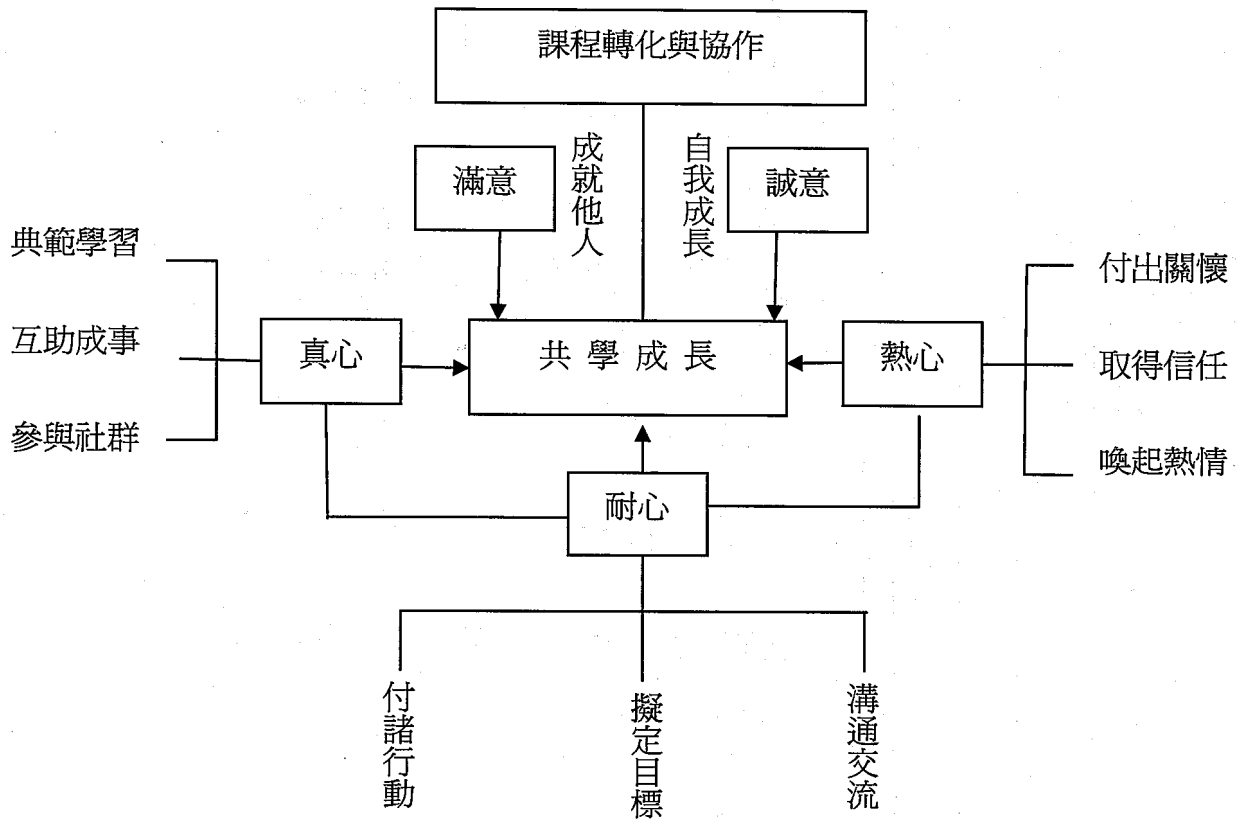 課程轉化與協作
成就他人
自我成長
滿意
誠意
典範學習
互助成事
參與社群
真心
共學成長
熱心
付出關懷
取得信任
喚起熱情
耐心
付諸行動
擬定目標
溝通交流